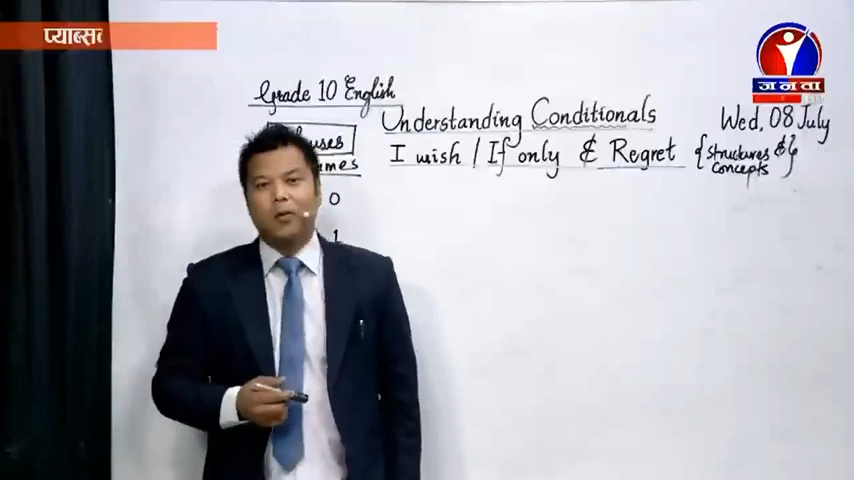 प्याब्सन
जनता
Grade 10 English
Understanding Conditionals
Wed, 08 July
I wish / If only & Regret {structures & concepts}
0
1